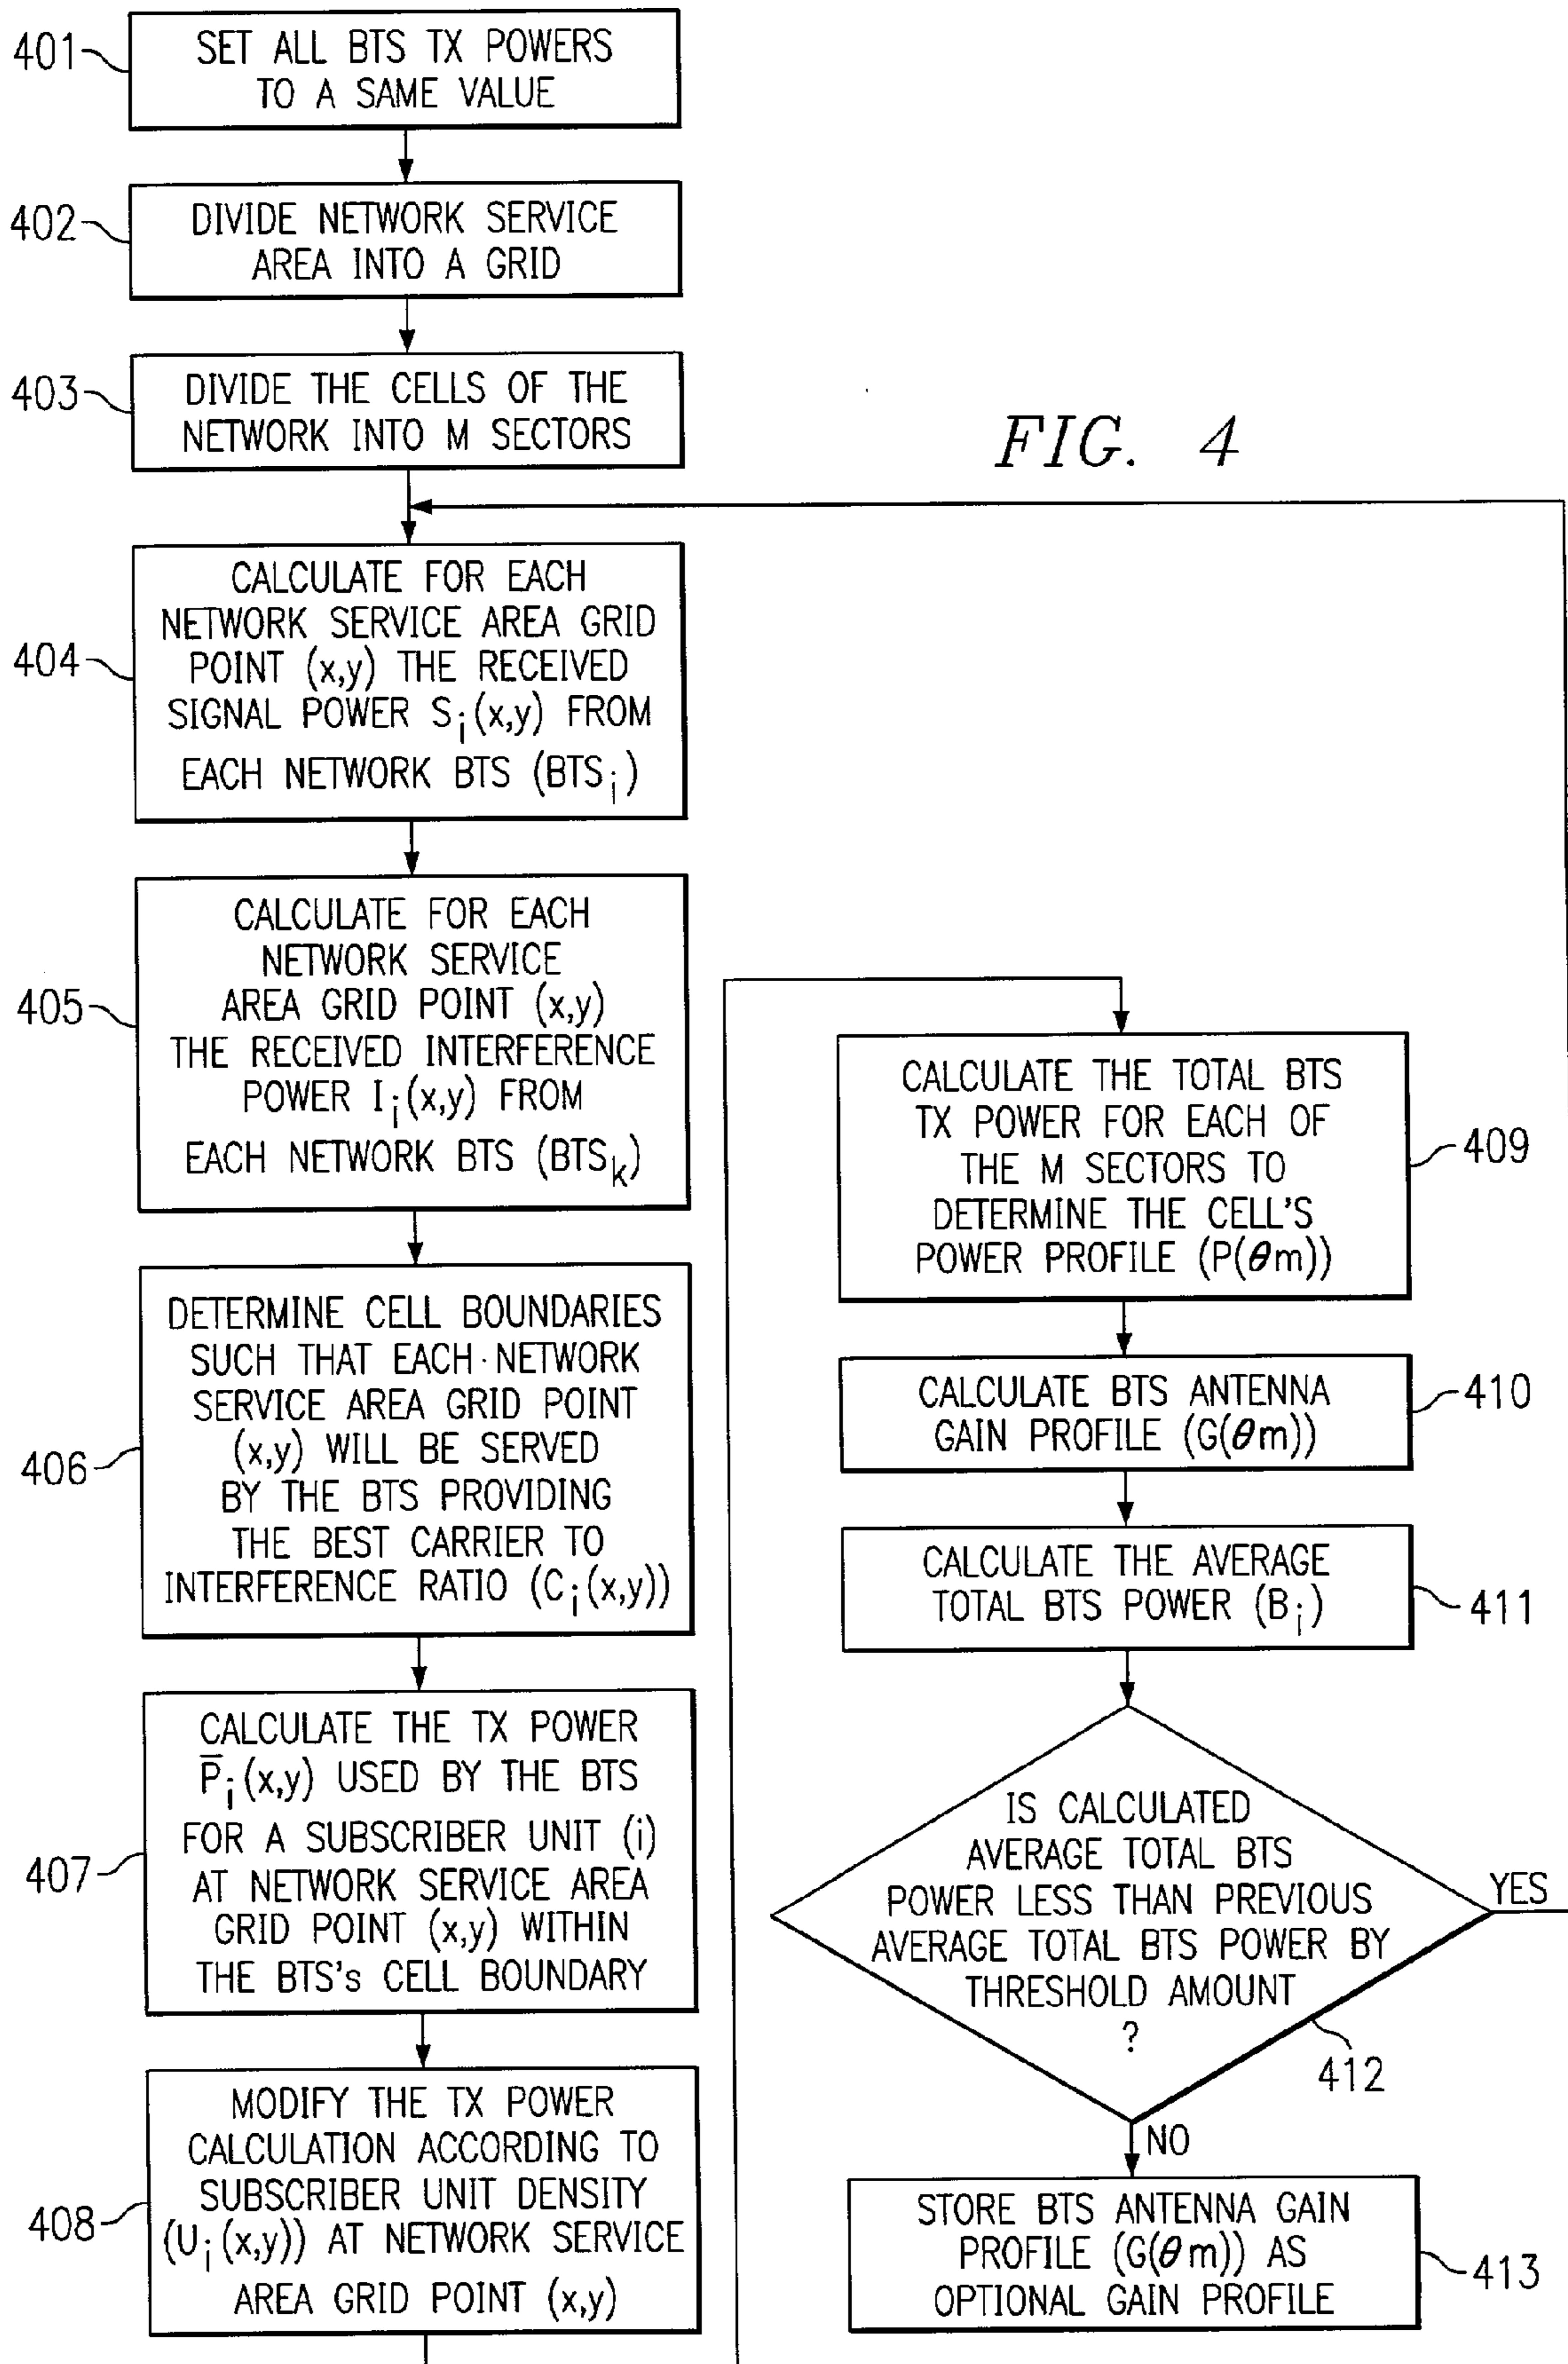 401
SET ALL BTS TX POWERS
TO A SAME VALUE
402
DIVIDE NETWORK SERVICE
AREA INTO A GRID
403
DIVIDE THE CELLS OF THE
NETWORK INTO M SECTORS
FIG. 4
404
CALCULATE FOR EACH
NETWORK SERVICE AREA GRID
POINT (x,y) THE RECEIVED
SIGNAL POWER Si(x,y) FROM
EACH NETWORK BTS (BTSi)
405
CALCULATE FOR EACH
NETWORK SERVICE
AREA GRID POINT (x,y)
THE RECEIVED INTERFERENCE
POWER Ii(x,y) FROM
EACH NETWORK BTS (BTSk)
406
DETERMINE CELL BOUNDARIES
SUCH THAT EACH NETWORK
SERVICE AREA GRID POINT
(x,y) WILL BE SERVED
BY THE BTS PROVIDING
THE BEST CARRIER TO
INTERFERENCE RATIO (Ci(x,y))
407
CALCULATE THE TX POWER
P̅i(x,y) USED BY THE BTS
FOR A SUBSCRIBER UNIT (i)
AT NETWORK SERVICE AREA
GRID POINT (x,y) WITHIN
THE BTS's CELL BOUNDARY
408
MODIFY THE TX POWER
CALCULATION ACCORDING TO
SUBSCRIBER UNIT DENSITY
(Ui(x,y)) AT NETWORK SERVICE
AREA GRID POINT (x,y)
CALCULATE THE TOTAL BTS
TX POWER FOR EACH OF
THE M SECTORS TO
DETERMINE THE CELL'S
POWER PROFILE (P(θm))
409
CALCULATE BTS ANTENNA
GAIN PROFILE (G(θm))
410
CALCULATE THE AVERAGE
TOTAL BTS POWER (Bi)
411
IS CALCULATED
AVERAGE TOTAL BTS
POWER LESS THAN PREVIOUS
AVERAGE TOTAL BTS POWER BY
THRESHOLD AMOUNT
?
YES
412
NO
STORE BTS ANTENNA GAIN
PROFILE (G(θm)) AS
OPTIONAL GAIN PROFILE
413